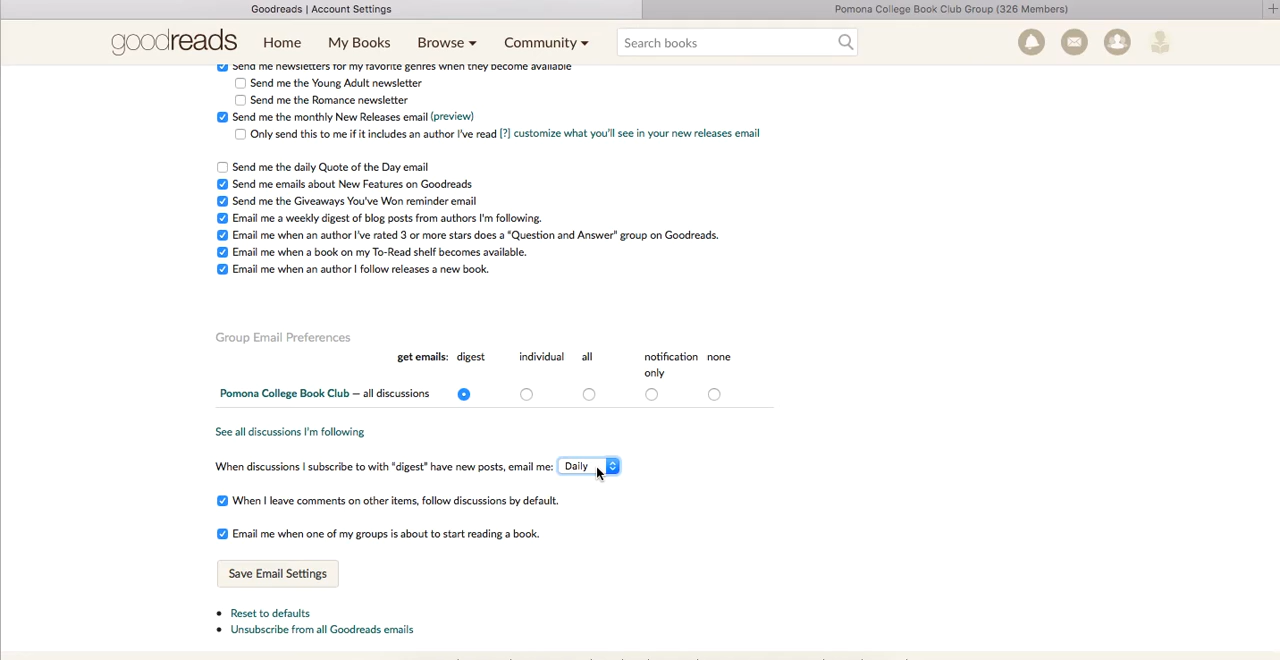 Goodreads | Account Settings
Pomona College Book Club Group (326 Members)
goodreads Home My Books Browse Community Search books
Send me newsletters for my favorite genres when they become available
Send me the Young Adult newsletter
Send me the Romance newsletter
Send me the monthly New Releases email (preview)
Only send this to me if it includes an author I've read [?] customize what you'll see in your new releases email
Send me the daily Quote of the Day email
Send me emails about New Features on Goodreads
Send me the Giveaways You've Won reminder email
Email me a weekly digest of blog posts from authors I'm following.
Email me when an author I've rated 3 or more stars does a "Question and Answer" group on Goodreads.
Email me when a book on my To-Read shelf becomes available.
Email me when an author I follow releases a new book.
Group Email Preferences
get emails: digest individual all notification only none
Pomona College Book Club — all discussions
See all discussions I'm following
When discussions I subscribe to with "digest" have new posts, email me: Daily
When I leave comments on other items, follow discussions by default.
Email me when one of my groups is about to start reading a book.
Save Email Settings
Reset to defaults
Unsubscribe from all Goodreads emails